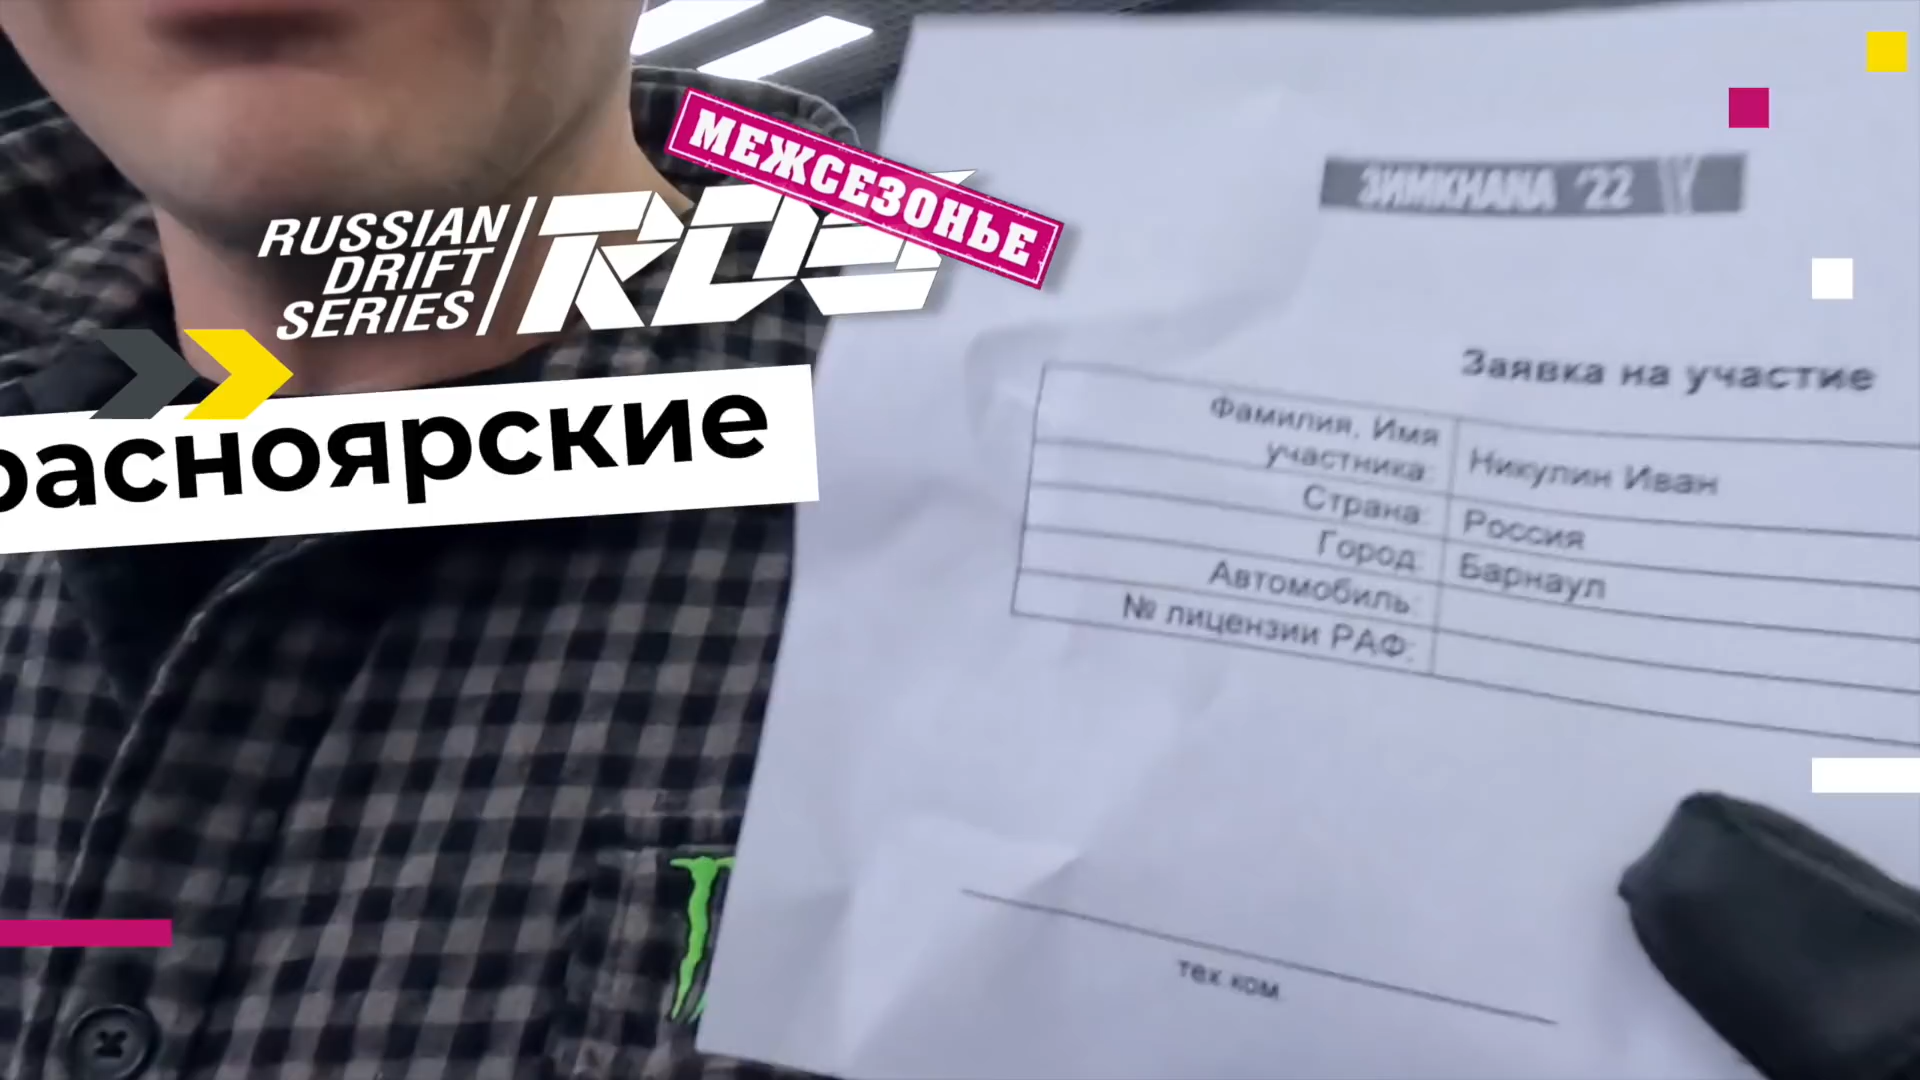 МЕЖСЕЗОНЬЕ
RUSSIAN
DRIFT
SERIES
RDS
расноярские
ЗИМКHANA '22
Заявка на участие
Фамилия, Имя
участника:
Никулин Иван
Страна:
Россия
Город:
Барнаул
Автомобиль:
№ лицензии РАФ:
тех ком